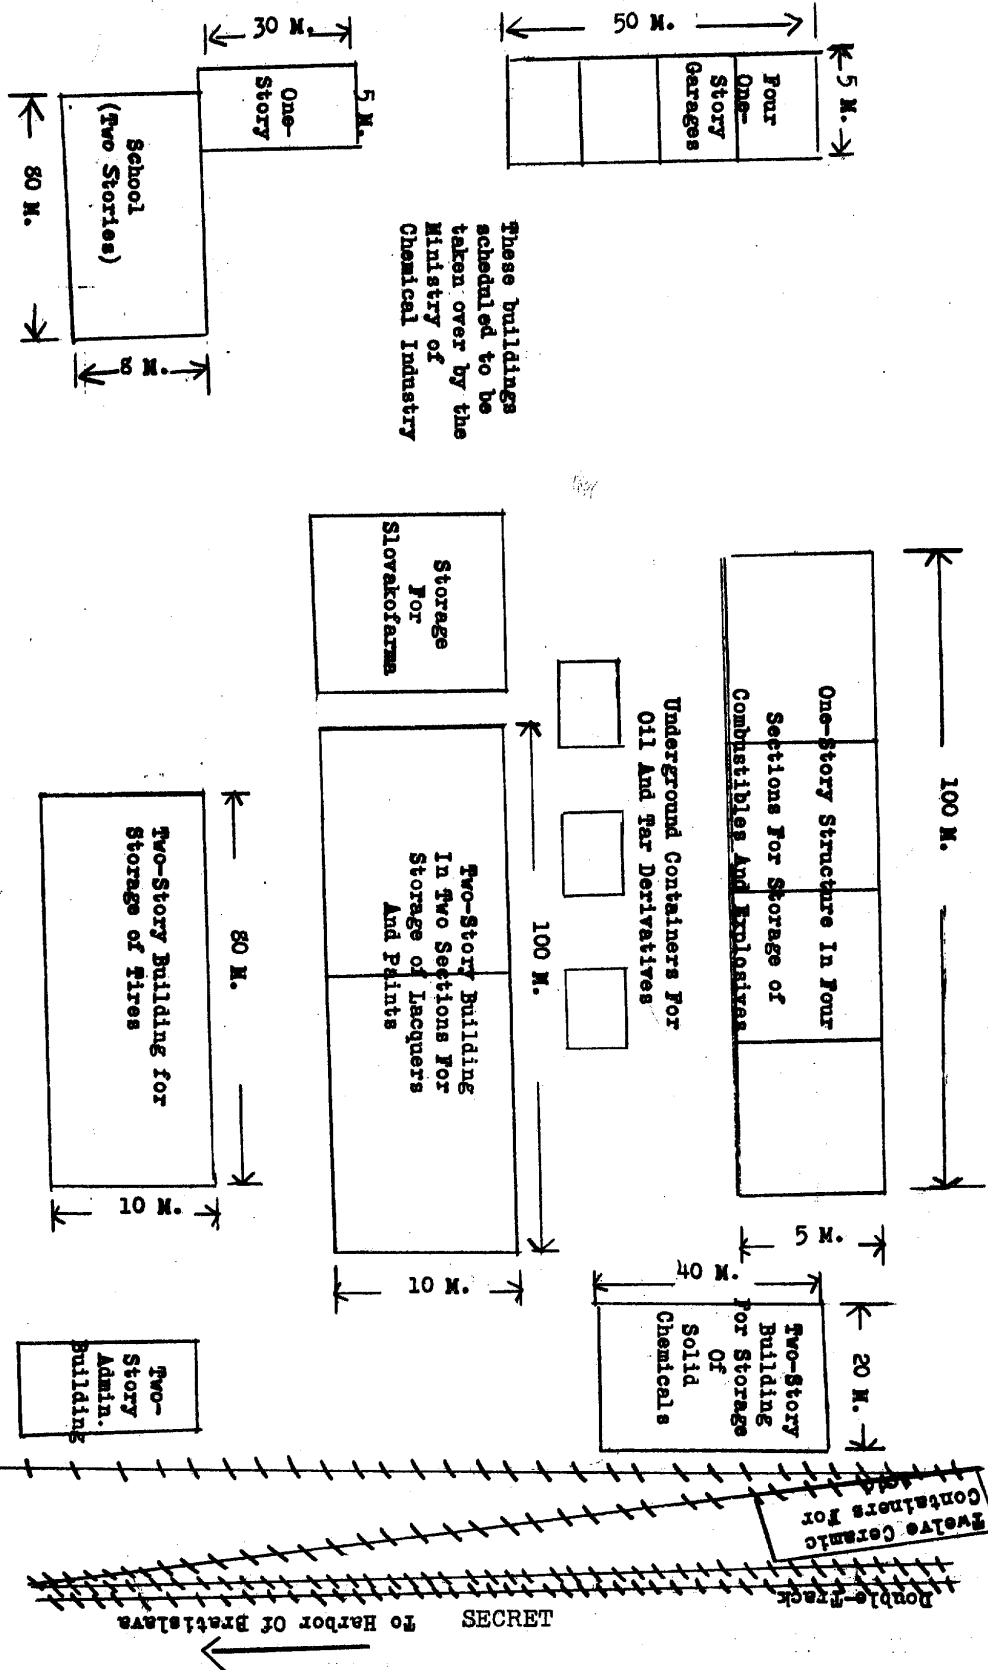 30 M.
50 M.
5 M.
One-
Story
5 M.
Four
One-
Story
Garages
School
(Two Stories)
80 M.
8 M.
These buildings
scheduled to be
taken over by the
Ministry of
Chemical Industry
Storage
For
Slovakofarma
Underground Containers For
Oil And Tar Derivatives
One-Story Structure In Four
Sections For Storage of
Combustibles And Explosives
100 M.
5 M.
Two-Story Building
In Two Sections For
Storage of Lacquers
And Paints
100 M.
10 M.
Two-Story Building for
Storage of Tires
80 M.
10 M.
40 M.
20 M.
Two-Story
Building
For Storage
Of
Solid
Chemicals
Two-
Story
Admin.
Building
Twelve Ceramic
Containers For
Acid
Double-Track
To Harbor Of Bratislava
SECRET